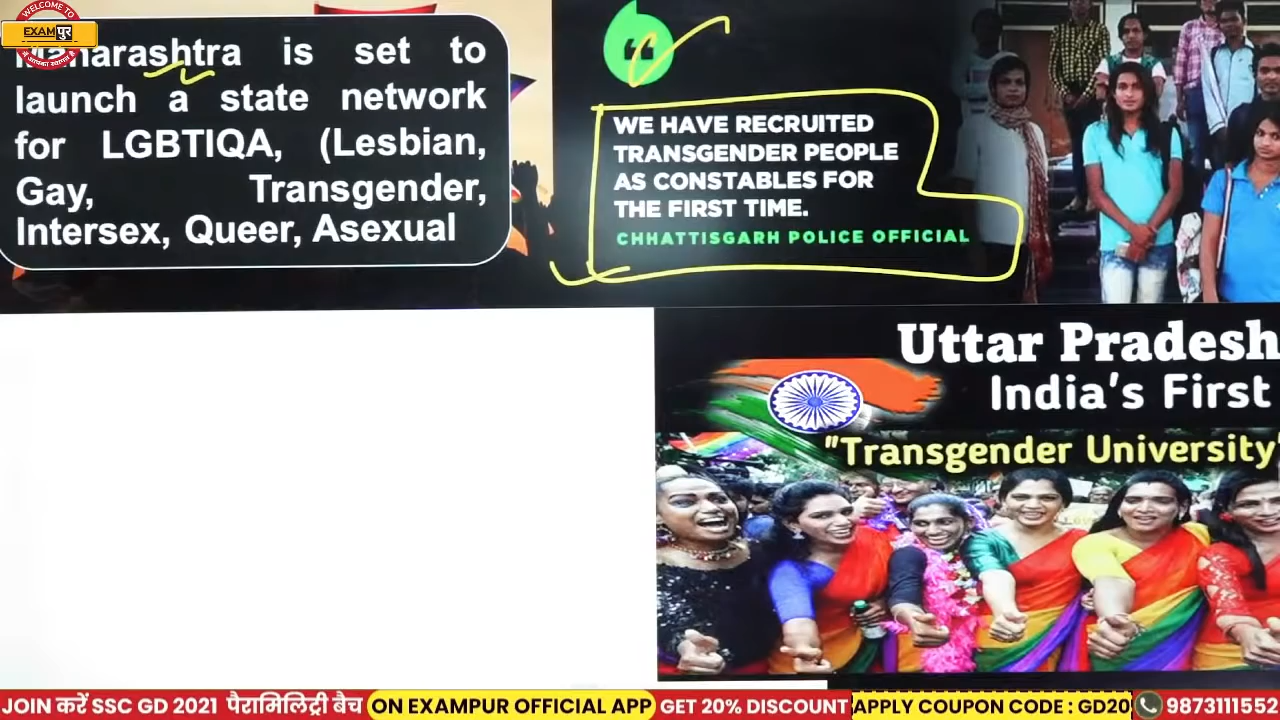 WELCOME TO
EXAMपुर
Maharashtra is set to
launch a state network
for LGBTIQA, (Lesbian,
Gay, Transgender,
Intersex, Queer, Asexual
WE HAVE RECRUITED
TRANSGENDER PEOPLE
AS CONSTABLES FOR
THE FIRST TIME.
CHHATTISGARH POLICE OFFICIAL
Uttar Pradesh
India's First
"Transgender University"
JOIN करें SSC GD 2021 पैरामिलिट्री बैच ON EXAMPUR OFFICIAL APP GET 20% DISCOUNT APPLY COUPON CODE : GD20 9873111552